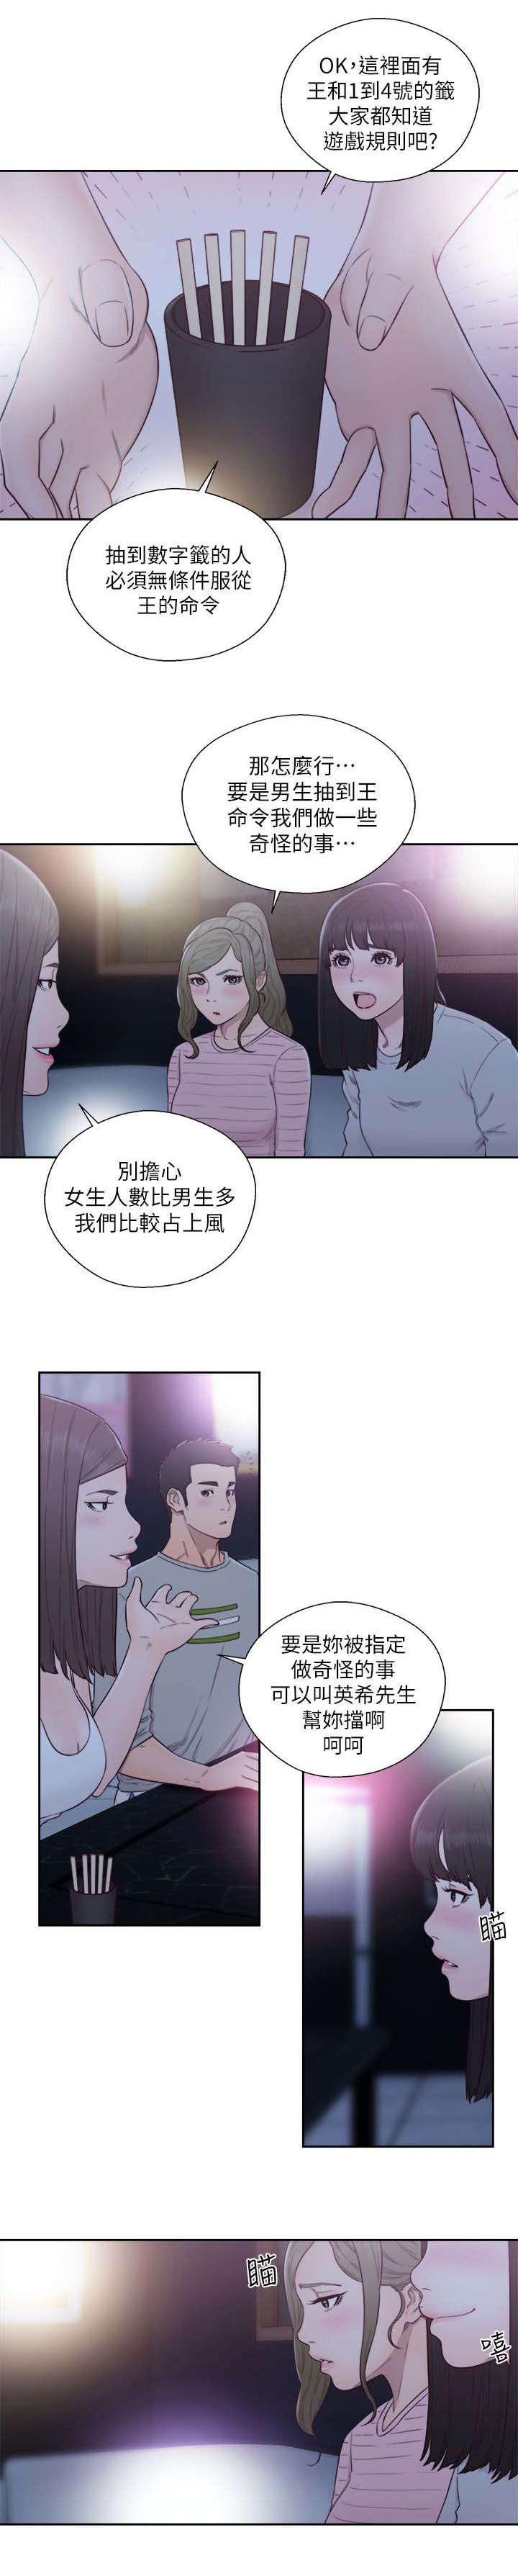 OK，這裡面有
王和1到4號的籤
大家都知道
遊戲規則吧?
抽到數字籤的人
必須無條件服從
王的命令
那怎麼行…
要是男生抽到王
命令我們做一些
奇怪的事…
別擔心
女生人數比男生多
我們比較占上風
要是妳被指定
做奇怪的事
可以叫英希先生
幫妳擋啊
呵呵
瞄
瞄
嘻